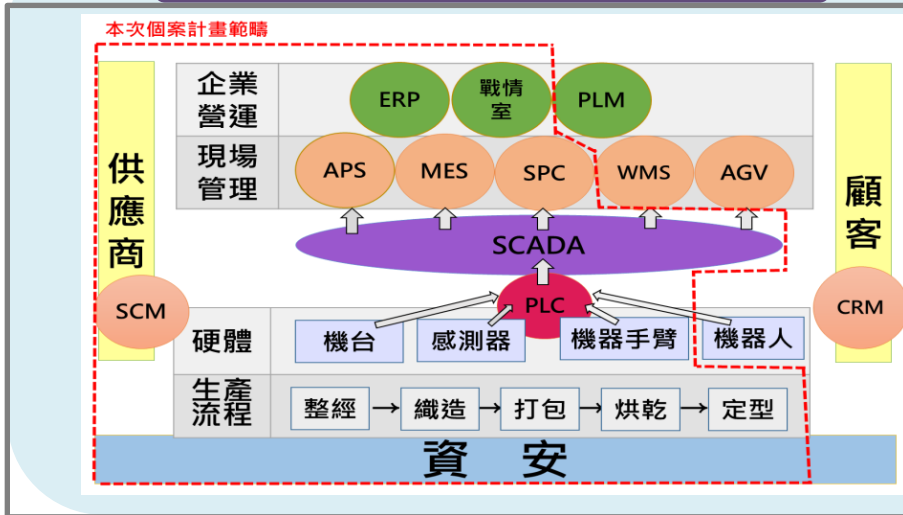 本次個案計畫範疇
企業
營運
ERP
戰情
室
PLM
現場
管理
APS
MES
SPC
WMS
AGV
供
應
商
顧
客
SCADA
SCM
PLC
CRM
硬體
機台
感測器
機器手臂
機器人
生產
流程
整經
織造
打包
烘乾
定型
資 安